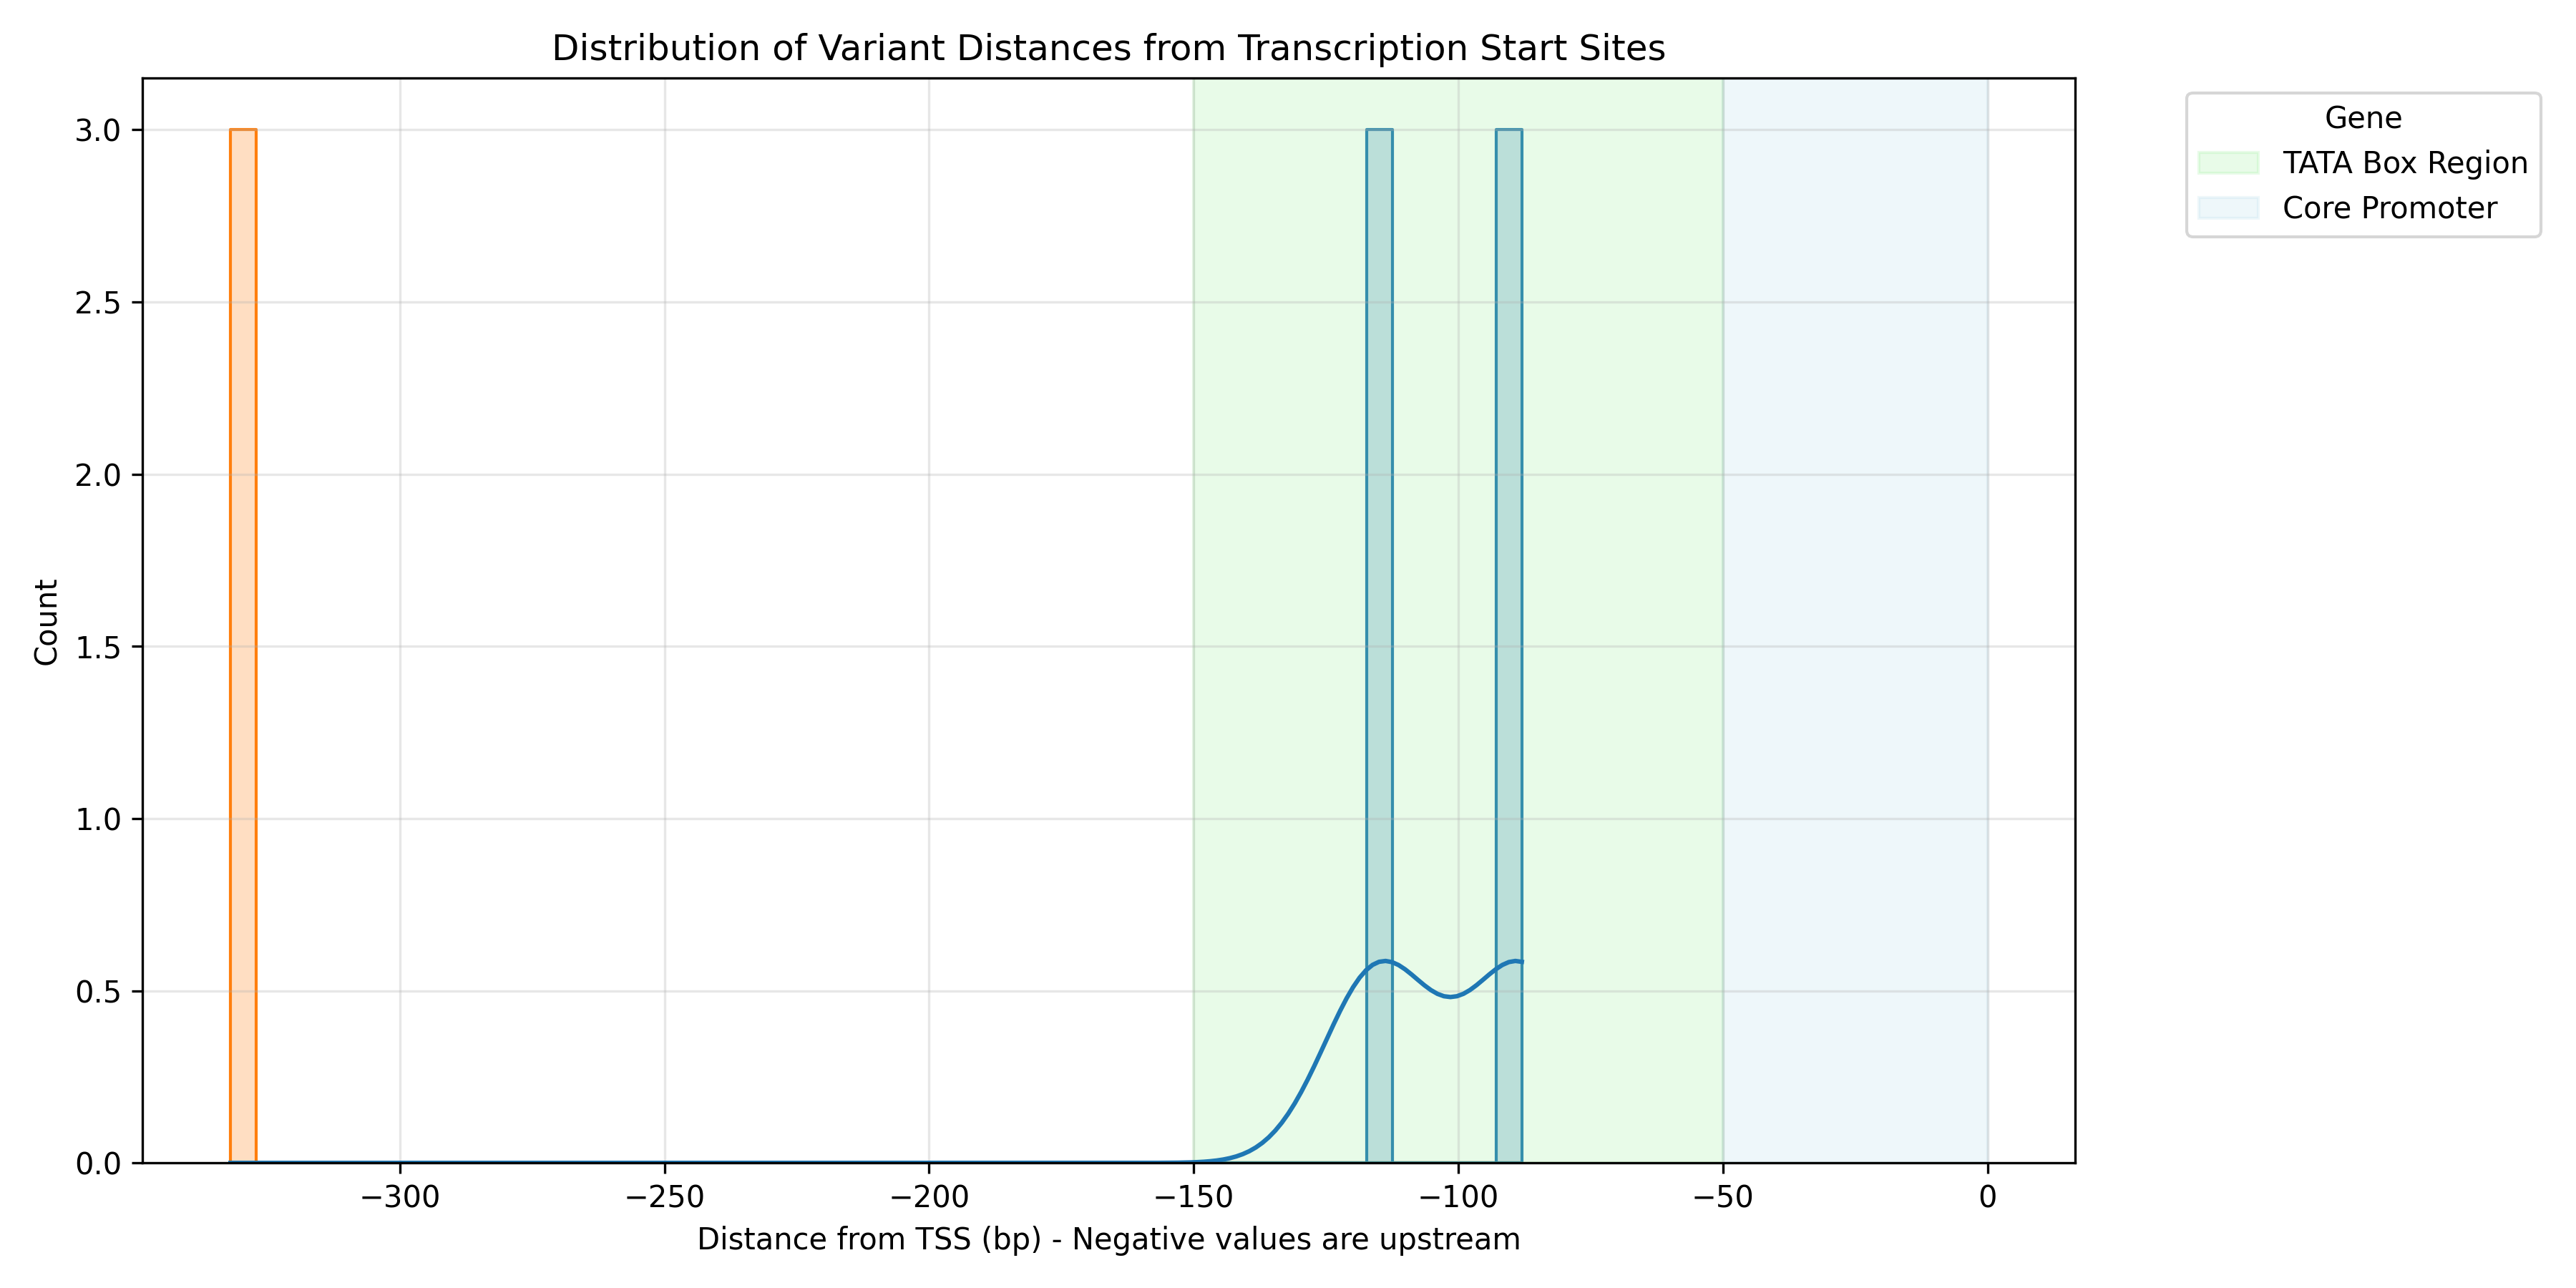 Distribution of Variant Distances from Transcription Start Sites
Gene
TATA Box Region
Core Promoter
Count
3.0
2.5
2.0
1.5
1.0
0.5
0.0
−300
−250
−200
−150
−100
−50
0
Distance from TSS (bp) - Negative values are upstream